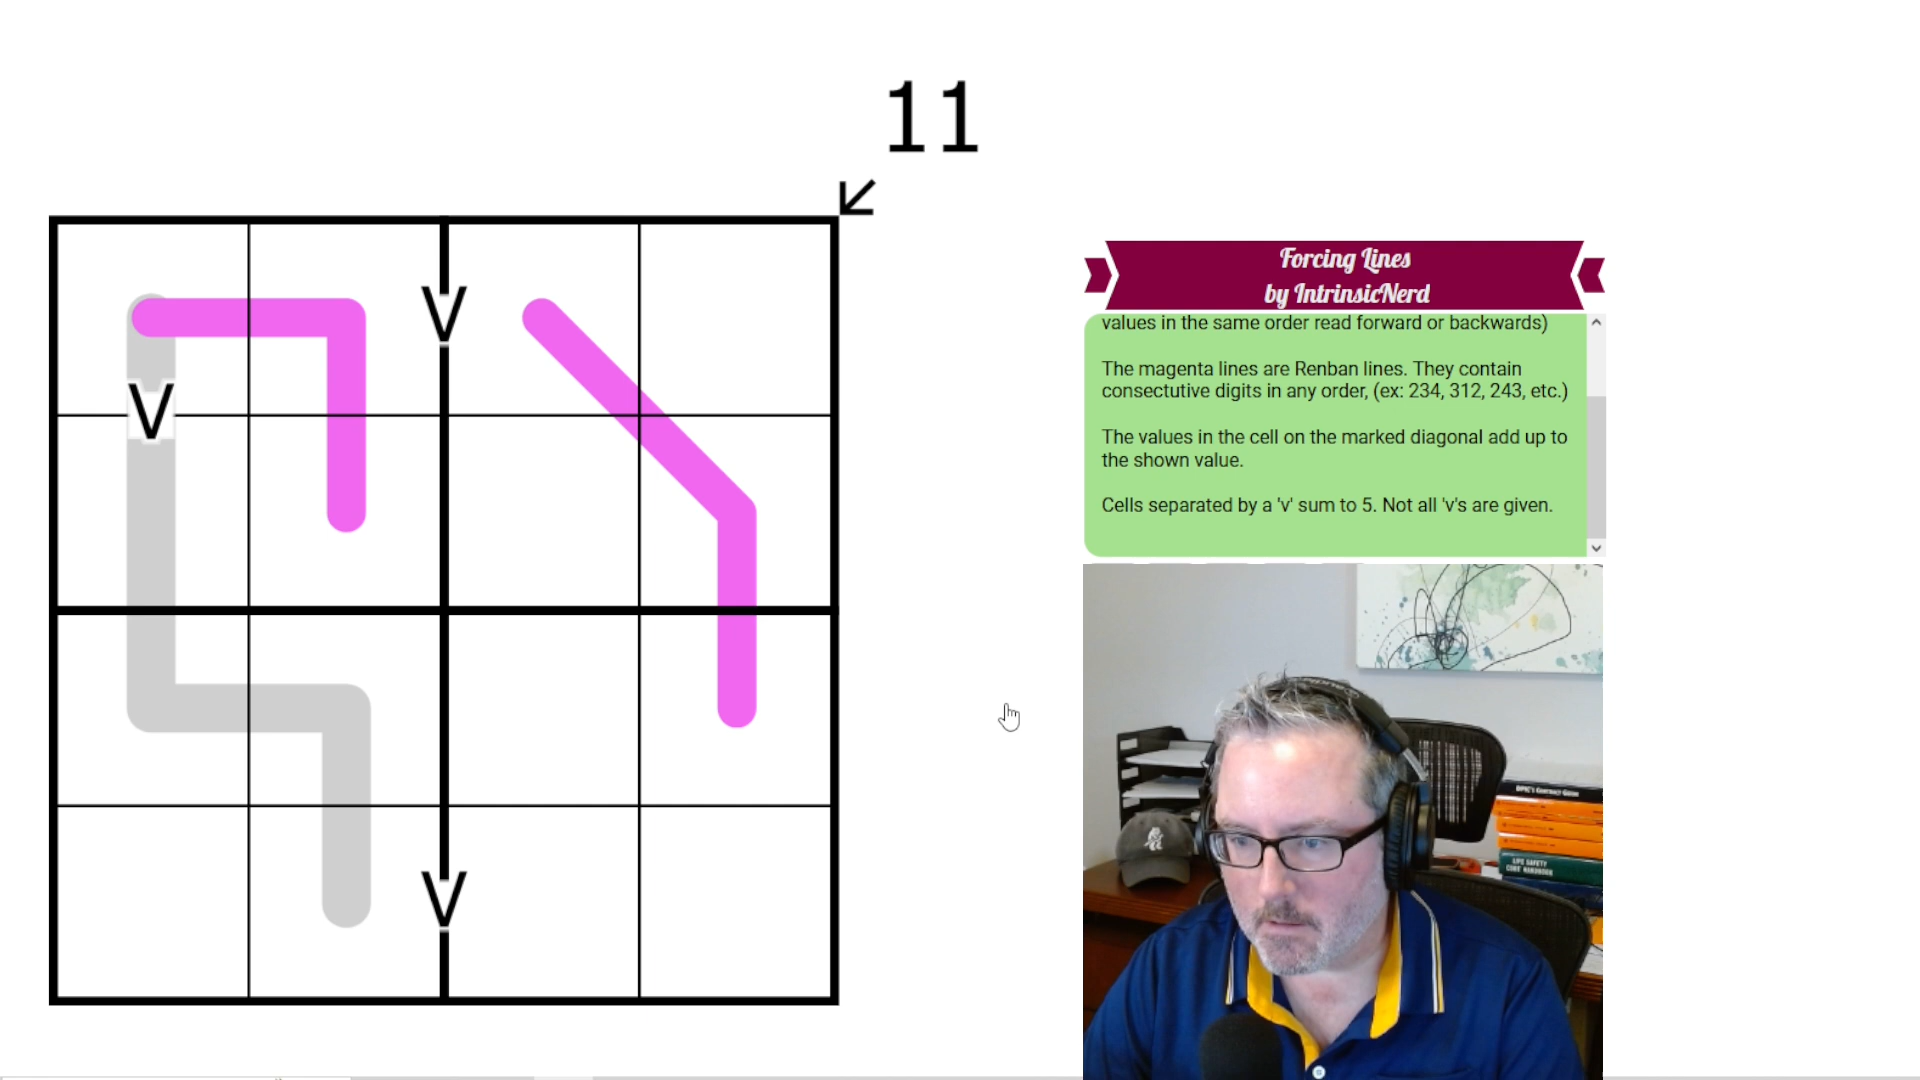 11
V
V
V
Forcing Lines
by IntrinsicNerd
values in the same order read forward or backwards)
The magenta lines are Renban lines. They contain
consecutive digits in any order, (ex: 234, 312, 243, etc.)
The values in the cell on the marked diagonal add up to
the shown value.
Cells separated by a 'v' sum to 5. Not all 'v's are given.